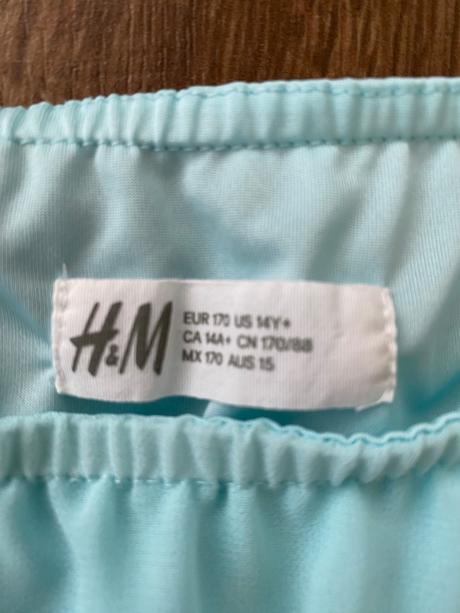 H&M
EUR 170 US 14Y+
CA 14A+ CN 170/88
MX 170 AUS 15